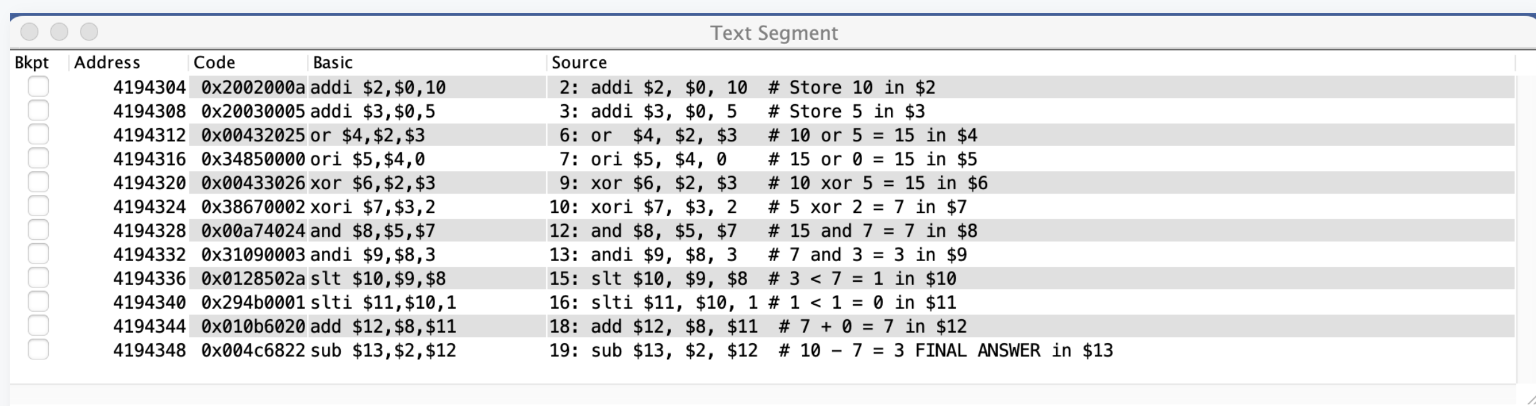 Text Segment
Bkpt Address Code Basic Source
4194304 0x2002000a addi $2,$0,10 2: addi $2, $0, 10 # Store 10 in $2
4194308 0x20030005 addi $3,$0,5 3: addi $3, $0, 5 # Store 5 in $3
4194312 0x00432025 or $4,$2,$3 6: or $4, $2, $3 # 10 or 5 = 15 in $4
4194316 0x34850000 ori $5,$4,0 7: ori $5, $4, 0 # 15 or 0 = 15 in $5
4194320 0x00433026 xor $6,$2,$3 9: xor $6, $2, $3 # 10 xor 5 = 15 in $6
4194324 0x38670002 xori $7,$3,2 10: xori $7, $3, 2 # 5 xor 2 = 7 in $7
4194328 0x00a74024 and $8,$5,$7 12: and $8, $5, $7 # 15 and 7 = 7 in $8
4194332 0x31090003 andi $9,$8,3 13: andi $9, $8, 3 # 7 and 3 = 3 in $9
4194336 0x0128502a slt $10,$9,$8 15: slt $10, $9, $8 # 3 < 7 = 1 in $10
4194340 0x294b0001 slti $11,$10,1 16: slti $11, $10, 1 # 1 < 1 = 0 in $11
4194344 0x010b6020 add $12,$8,$11 18: add $12, $8, $11 # 7 + 0 = 7 in $12
4194348 0x004c6822 sub $13,$2,$12 19: sub $13, $2, $12 # 10 − 7 = 3 FINAL ANSWER in $13